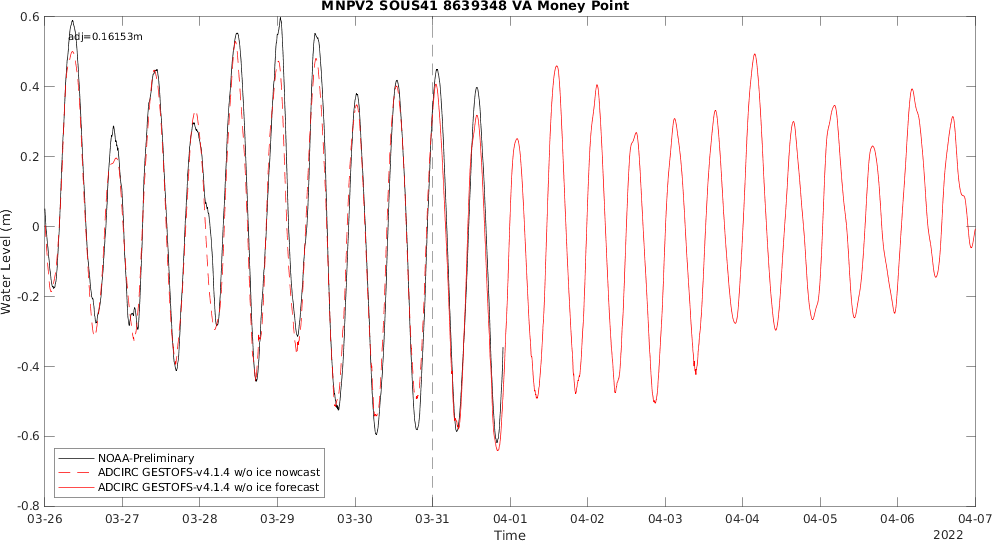 MNPV2 SOUS41 8639348 VA Money Point
adj=0.16153m
0.6
0.4
0.2
0
-0.2
-0.4
-0.6
-0.8
Water Level (m)
NOAA-Preliminary
ADCIRC GESTOFS-v4.1.4 w/o ice nowcast
ADCIRC GESTOFS-v4.1.4 w/o ice forecast
03-26 03-27 03-28 03-29 03-30 03-31 04-01 04-02 04-03 04-04 04-05 04-06 04-07
Time
2022